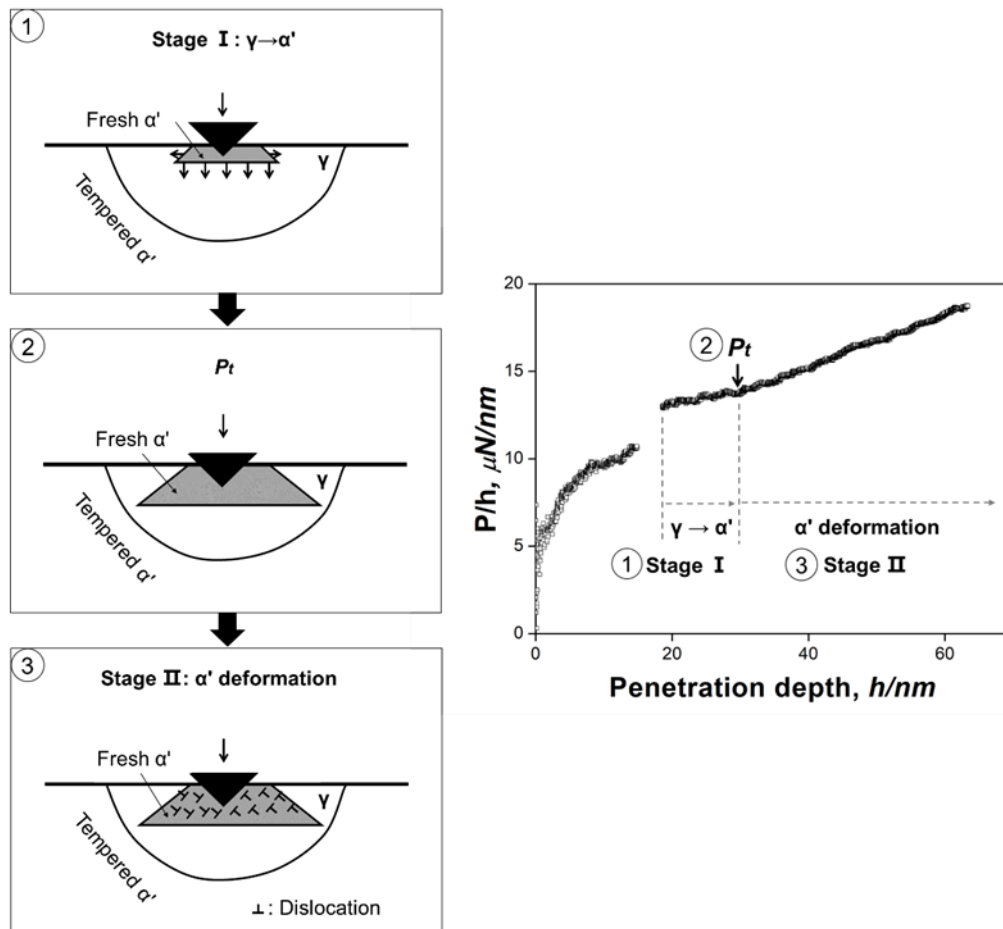 1
Stage Ⅰ: γ→α'
Fresh α'
γ
Tempered α'
2
Pt
Fresh α'
γ
Tempered α'
3
Stage Ⅱ: α' deformation
Fresh α'
γ
Tempered α'
⊥: Dislocation
20
15
10
5
0
P/h, μN/nm
2 Pt
γ → α'
α' deformation
1 Stage Ⅰ
3 Stage Ⅱ
0
20
40
60
Penetration depth, h/nm